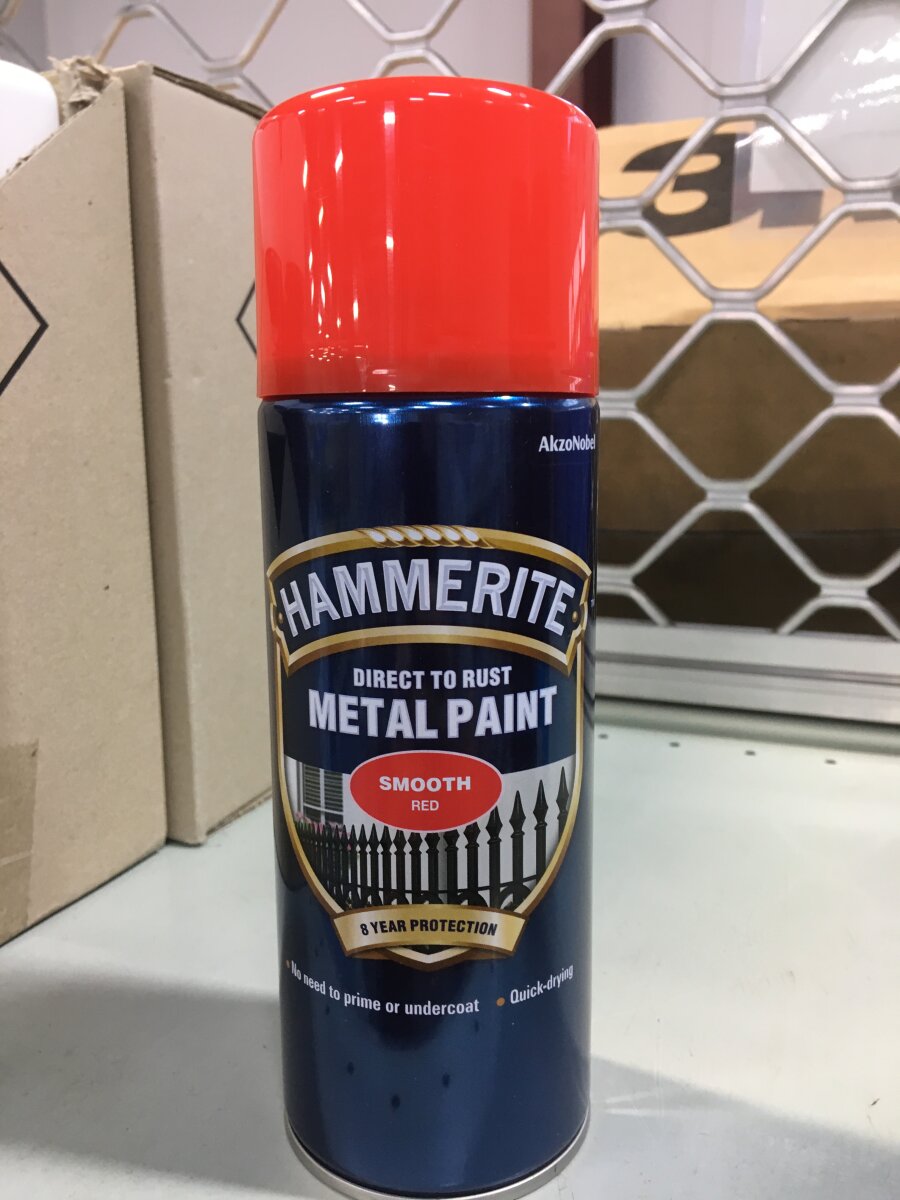 AkzoNobel
HAMMERITE
DIRECT TO RUST
METAL PAINT
SMOOTH
RED
8 YEAR PROTECTION
• No need to prime or undercoat • Quick-drying